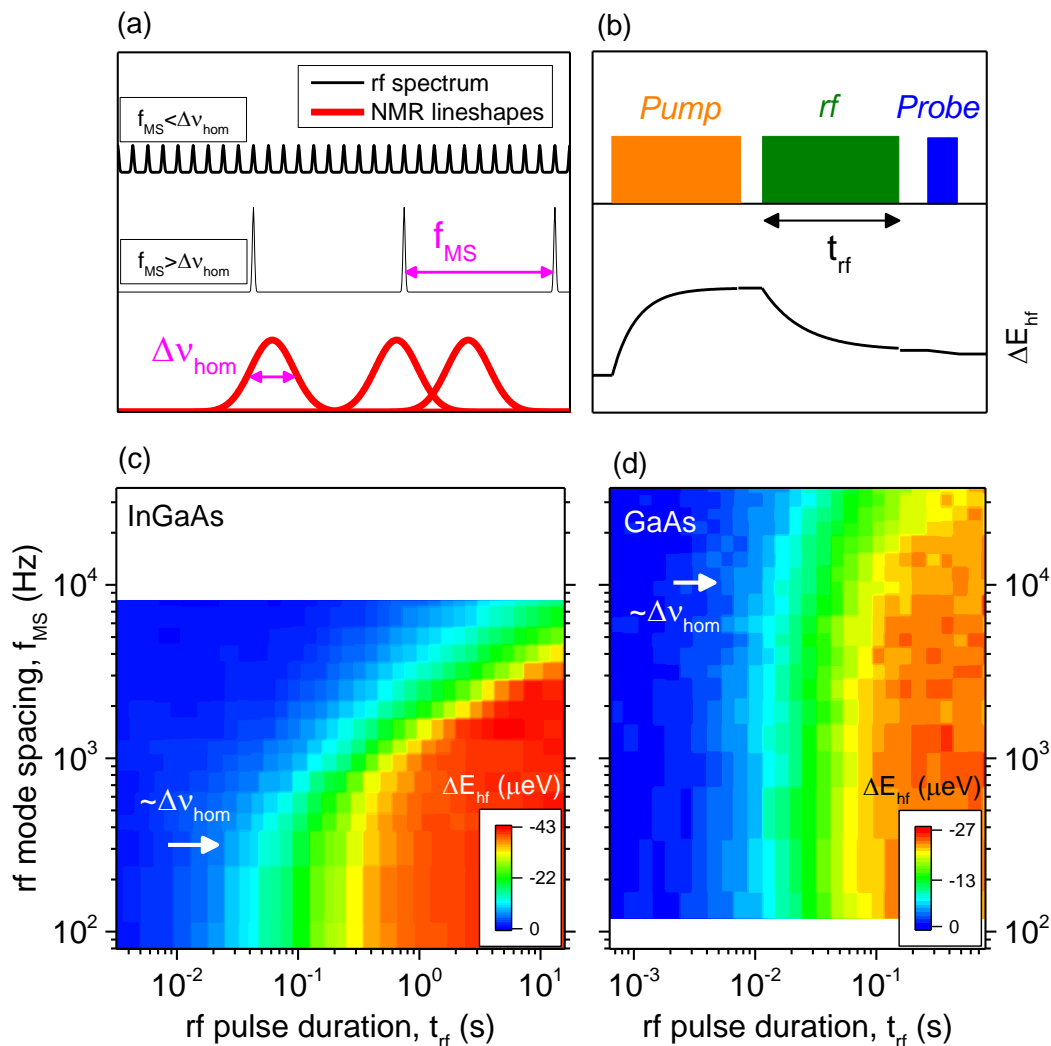 (a)
rf spectrum
NMR lineshapes
f_MS<Δν_hom
f_MS>Δν_hom
f_MS
Δν_hom
(b)
Pump rf Probe
t_rf
ΔE_hf
(c)
InGaAs
rf mode spacing, f_MS (Hz)
10^4
10^3
10^2
~Δν_hom
ΔE_hf (μeV)
-43
-22
0
10^-2 10^-1 10^0 10^1
rf pulse duration, t_rf (s)
(d)
GaAs
~Δν_hom
ΔE_hf (μeV)
-27
-13
0
10^4
10^3
10^2
10^-3 10^-2 10^-1
rf pulse duration, t_rf (s)